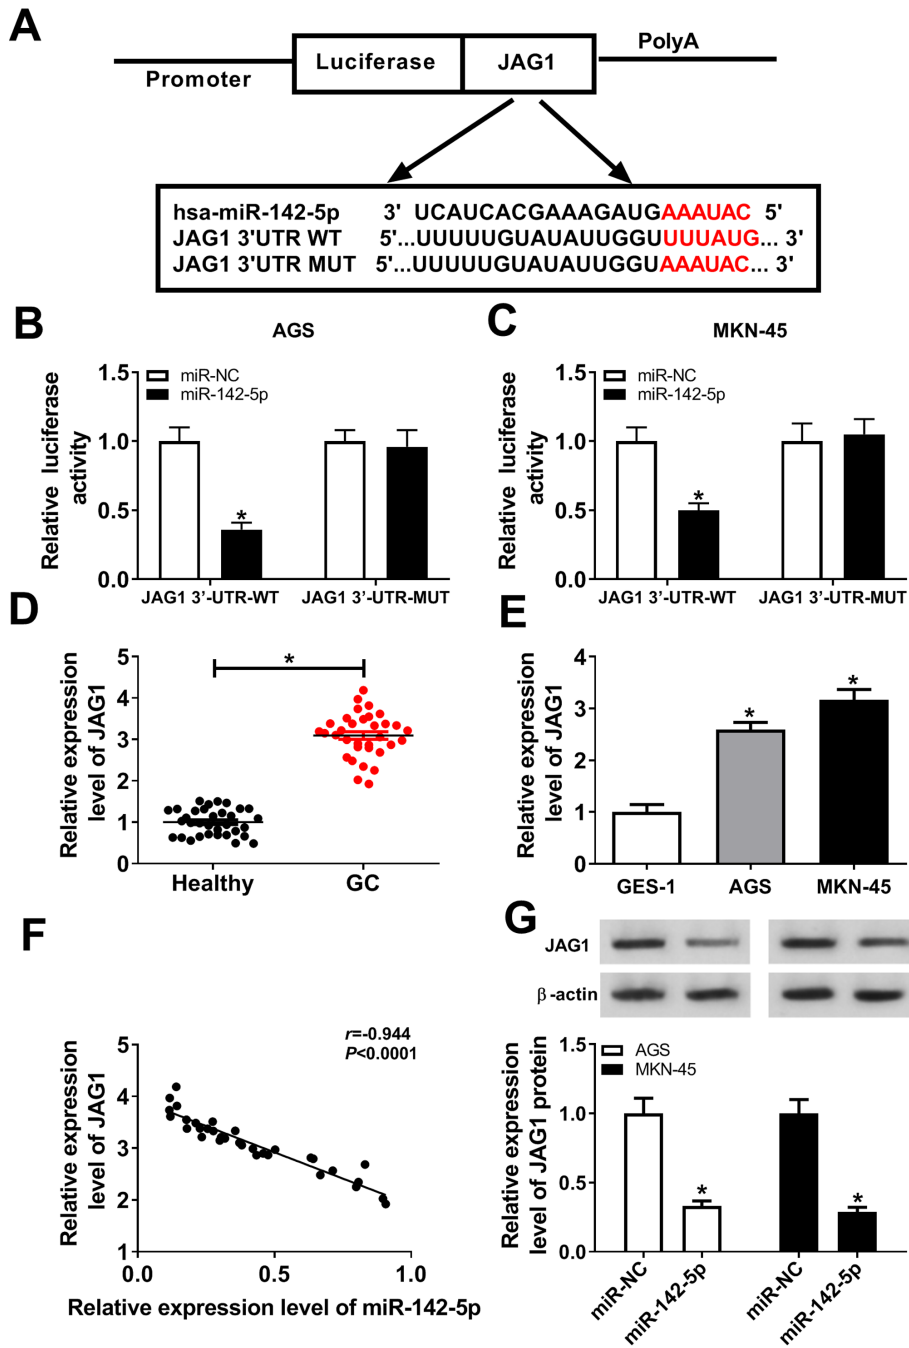 A
Promoter
Luciferase
JAG1
PolyA
hsa-miR-142-5p 3' UCAUCACGAAAGAUGAAAUAC 5'
JAG1 3'UTR WT 5'...UUUUUGUAUAUUGGUUUUAUG... 3'
JAG1 3'UTR MUT 5'...UUUUUGUAUAUUGGUAAAUAC... 3'
B
AGS
Relative luciferase
activity
1.5
1.0
0.5
0.0
miR-NC
miR-142-5p
*
JAG1 3’-UTR-WT JAG1 3’-UTR-MUT
C
MKN-45
Relative luciferase
activity
1.5
1.0
0.5
0.0
miR-NC
miR-142-5p
*
JAG1 3’-UTR-WT JAG1 3’-UTR-MUT
D
Relative expression
level of JAG1
5
4
3
2
1
0
*
Healthy GC
E
Relative expression
level of JAG1
4
3
2
1
0
*
*
GES-1 AGS MKN-45
F
Relative expression
level of JAG1
5
4
3
2
1
r=-0.944
P<0.0001
0.0 0.5 1.0
Relative expression level of miR-142-5p
G
JAG1
β-actin
Relative expression
level of JAG1 protein
1.5
1.0
0.5
0.0
AGS
MKN-45
*
*
miR-NC
miR-142-5p
miR-NC
miR-142-5p